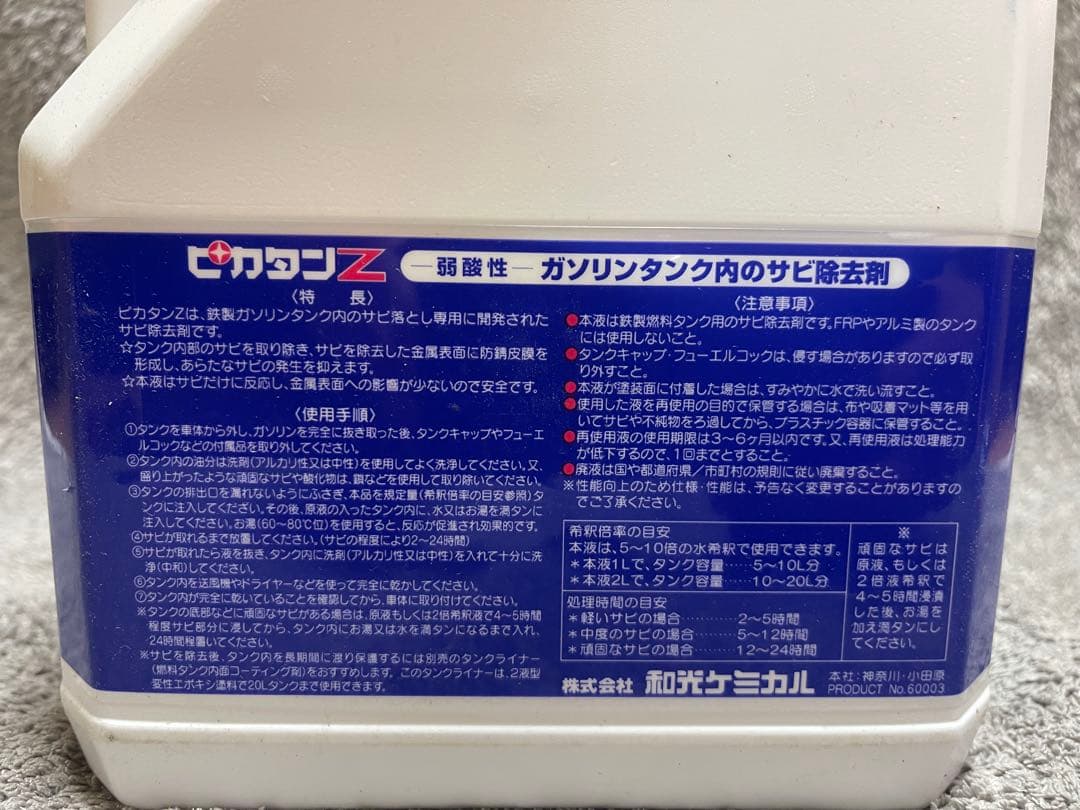 ピカタンZ
弱酸性 ガソリンタンク内のサビ除去剤
〈特 長〉
ピカタンZは、鉄製ガソリンタンク内のサビ落とし専用に開発された
サビ除去剤です。
☆タンク内部のサビを取り除き、サビを除去した金属表面に防錆皮膜を
形成し、あらたなサビの発生を抑えます。
☆本液はサビだけに反応し、金属表面への影響が少ないので安全です。
〈使用手順〉
①タンクを車体から外し、ガソリンを完全に抜き取った後、タンクキャップやフューエ
ルコックなどの付属品を取り外してください。
②タンク内の油分は洗剤(アルカリ性又は中性)を使用してよく洗浄してください。又、
盛り上がったような頑固なサビや酸化物は、鎖などを使用して取り除いてください。
③タンクの排出口を漏れないようにふさぎ、本品を規定量(希釈倍率の目安参照)タ
ンクに注入してください。その後、原液の入ったタンク内に、水又はお湯を満タンに
注入してください。お湯(60〜80℃位)を使用すると、反応が促進され効果的です。
④サビが取れるまで放置してください。(サビの程度により2〜24時間)
⑤サビが取れたら液を抜き、タンク内に洗剤(アルカリ性又は中性)を入れて十分に洗
浄(中和)してください。
⑥タンク内を送風機やドライヤーなどを使って完全に乾かしてください。
⑦タンク内が完全に乾いていることを確認してから、車体に取り付けてください。
※タンクの底部などに頑固なサビがある場合は、原液もしくは2倍希釈液で4〜5時間
程度サビ部分に浸してから、タンク内にお湯又は水を満タンになるまで入れ、
24時間程置いてください。
※サビを除去後、タンク内を長期間に渡り保護するには別売のタンクライナー
(燃料タンク内面コーティング剤)をおすすめします。このタンクライナーは、2液型
変性エポキシ塗料で20Lタンクまで使用できます。
〈注意事項〉
●本液は鉄製燃料タンク用のサビ除去剤です。FRPやアルミ製のタンク
には使用しないこと。
●タンクキャップ・フューエルコックは、侵す場合がありますので必ず取
り外すこと。
●本液が塗装面に付着した場合は、すみやかに水で洗い流すこと。
●使用した液を再使用の目的で保管する場合は、布や吸着マット等を用
いてサビや不純物をろ過してから、プラスチック容器に保管すること。
●再使用液の使用期限は3〜6ヶ月以内です。又、再使用液は処理能力
が低下するので、1回までとすること。
●廃液は国や都道府県/市町村の規則に従い廃棄すること。
※性能向上のため仕様・性能は、予告なく変更することがありますの
でご了承ください。
希釈倍率の目安
本液は、5〜10倍の水希釈で使用できます。
*本液1Lで、タンク容量……5〜10L分
*本液2Lで、タンク容量……10〜20L分
処理時間の目安
*軽いサビの場合…………2〜5時間
*中度のサビの場合………5〜12時間
*頑固なサビの場合………12〜24時間
※
頑固なサビは
原液、もしくは
2倍液希釈で
4〜5時間浸漬
した後、お湯を
加え満タンにし
てください。
株式会社 和光ケミカル
本社:神奈川・小田原
PRODUCT No.60003